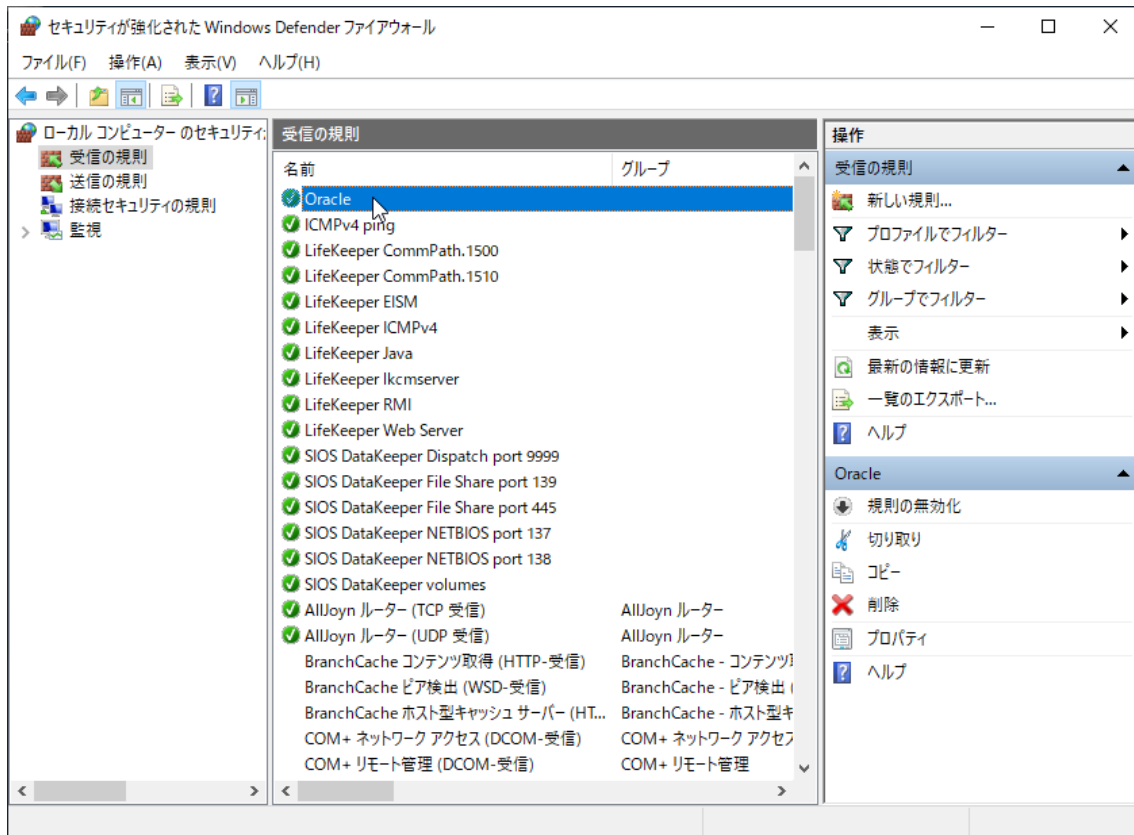 セキュリティが強化された Windows Defender ファイアウォール
ファイル(F) 操作(A) 表示(V) ヘルプ(H)
ローカル コンピューター のセキュリティ
受信の規則
送信の規則
接続セキュリティの規則
監視
受信の規則
名前 グループ
Oracle
ICMPv4 ping
LifeKeeper CommPath.1500
LifeKeeper CommPath.1510
LifeKeeper EISM
LifeKeeper ICMPv4
LifeKeeper Java
LifeKeeper lkcmserver
LifeKeeper RMI
LifeKeeper Web Server
SIOS DataKeeper Dispatch port 9999
SIOS DataKeeper File Share port 139
SIOS DataKeeper File Share port 445
SIOS DataKeeper NETBIOS port 137
SIOS DataKeeper NETBIOS port 138
SIOS DataKeeper volumes
AllJoyn ルーター (TCP 受信) AllJoyn ルーター
AllJoyn ルーター (UDP 受信) AllJoyn ルーター
BranchCache コンテンツ取得 (HTTP-受信) BranchCache - コンテンツ
BranchCache ピア検出 (WSD-受信) BranchCache - ピア検出 (
BranchCache ホスト型キャッシュ サーバー (HT... BranchCache - ホスト型キ
COM+ ネットワーク アクセス (DCOM-受信) COM+ ネットワーク アクセ
COM+ リモート管理 (DCOM-受信) COM+ リモート管理
操作
受信の規則
新しい規則...
プロファイルでフィルター
状態でフィルター
グループでフィルター
表示
最新の情報に更新
一覧のエクスポート...
ヘルプ
Oracle
規則の無効化
切り取り
コピー
削除
プロパティ
ヘルプ